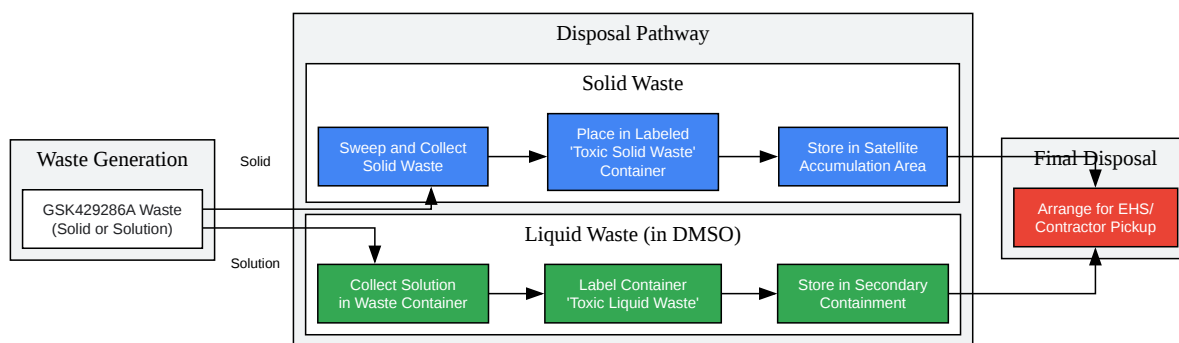 Disposal Pathway
Solid Waste
Sweep and Collect
Solid Waste
Place in Labeled
'Toxic Solid Waste'
Container
Store in Satellite
Accumulation Area
Waste Generation
Solid
GSK429286A Waste
(Solid or Solution)
Solution
Final Disposal
Arrange for EHS/
Contractor Pickup
Liquid Waste (in DMSO)
Collect Solution
in Waste Container
Label Container
'Toxic Liquid Waste'
Store in Secondary
Containment